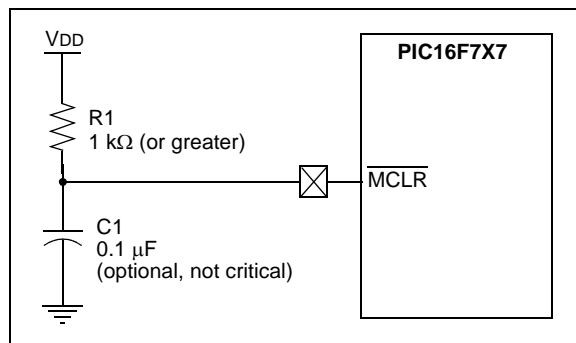 VDD
PIC16F7X7
R1
1 kΩ (or greater)
MCLR
C1
0.1 μF
(optional, not critical)